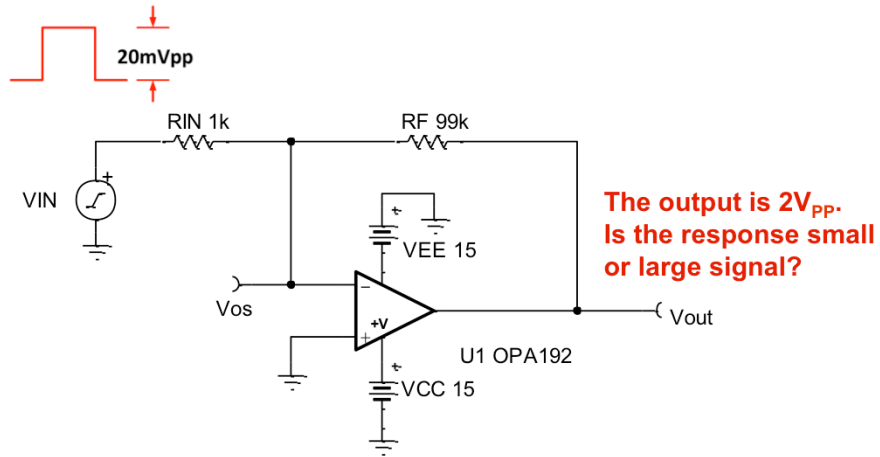 20mVpp
RIN 1k
RF 99k
VIN
+
+
VEE 15
The output is 2VPP.
Is the response small
or large signal?
Vos
−
+V
+
Vout
U1 OPA192
+
VCC 15